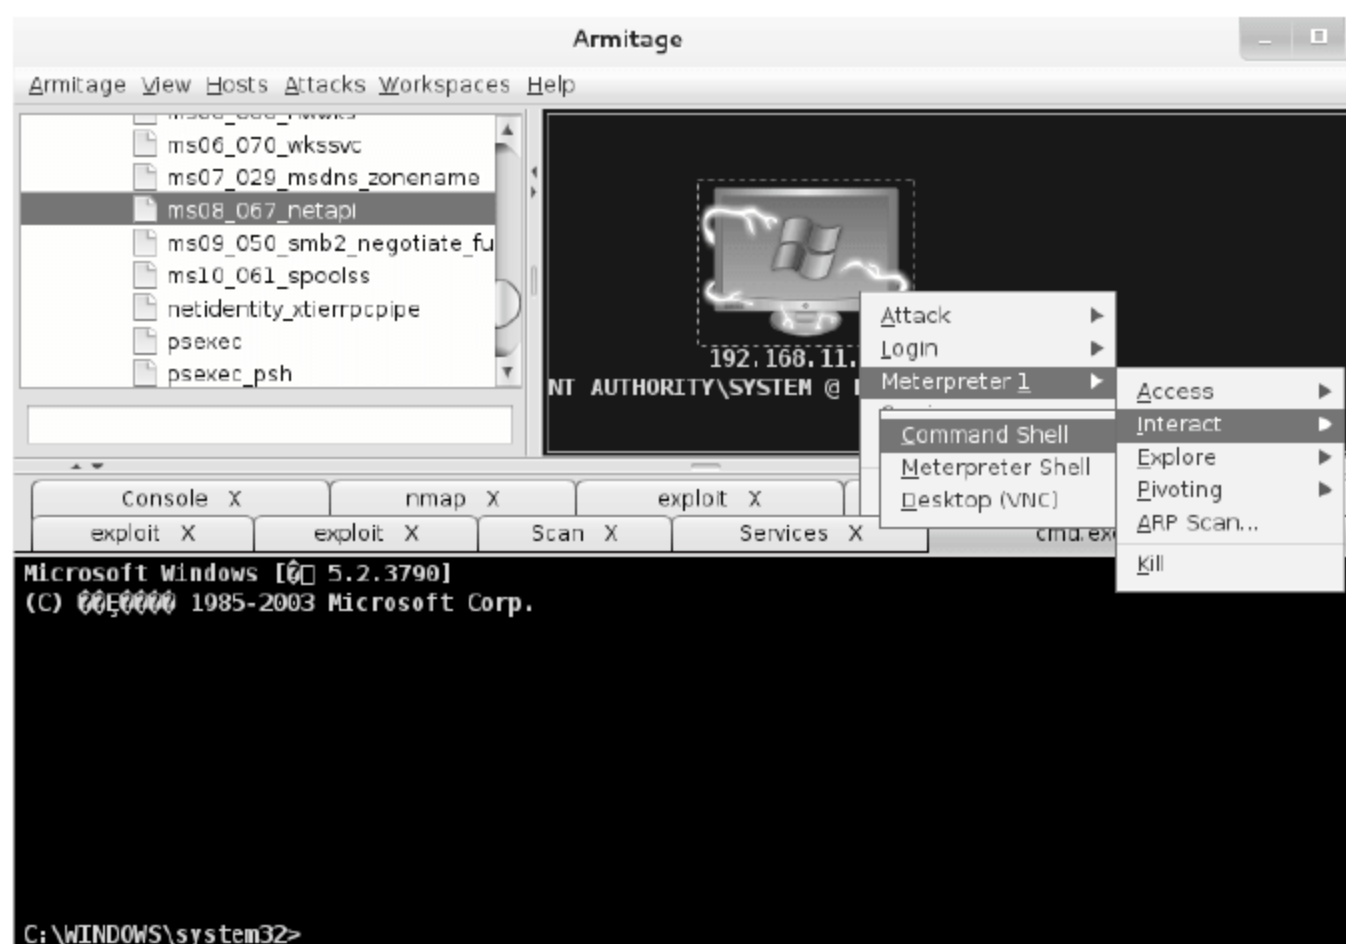 Armitage
Armitage View Hosts Attacks Workspaces Help
ms06_070_wkssvc
ms07_029_msdns_zonename
ms08_067_netapi
ms09_050_smb2_negotiate_fu
ms10_061_spoolss
netidentity_xtierrpcpipe
psexec
psexec_psh
192.168.11.
NT AUTHORITY\SYSTEM @
Attack
Login
Meterpreter 1
Access
Interact
Explore
Pivoting
ARP Scan...
Kill
Command Shell
Meterpreter Shell
Desktop (VNC)
Console X nmap X exploit X
exploit X exploit X Scan X Services X cmd.ex
Microsoft Windows [ 5.2.3790]
(C) 1985-2003 Microsoft Corp.
C:\WINDOWS\system32>